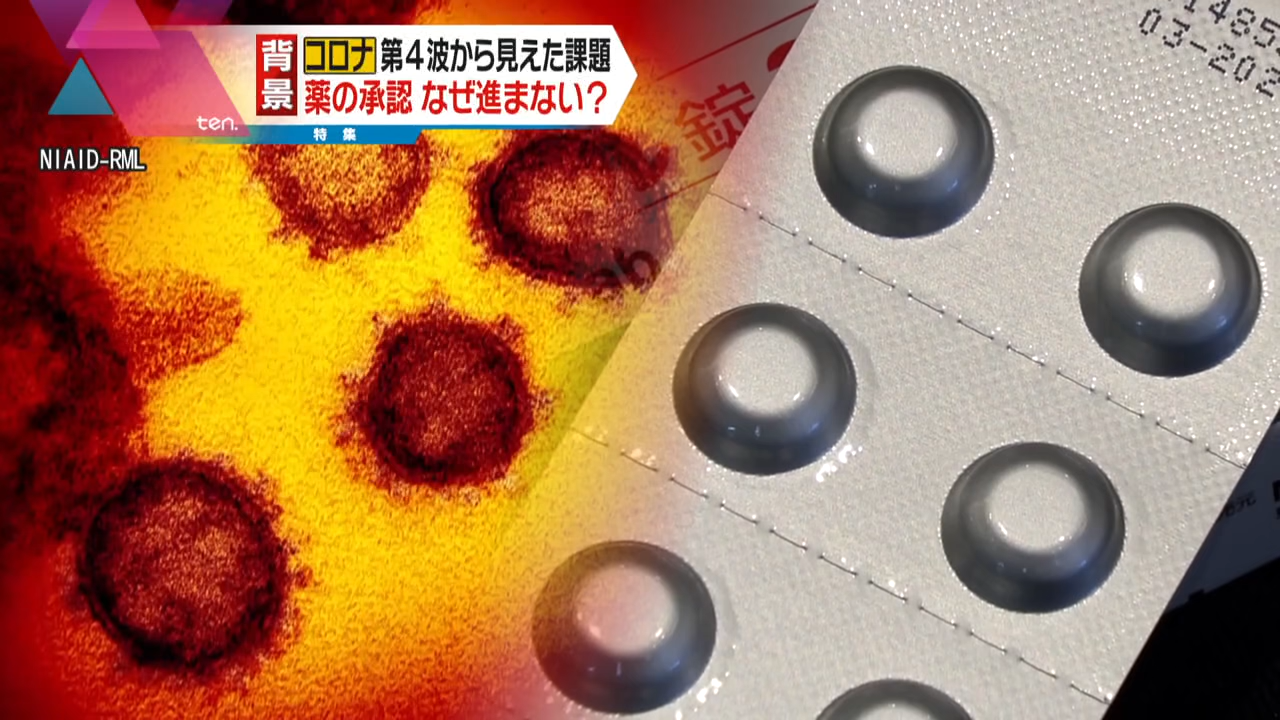 背景
コロナ 第4波から見えた課題
薬の承認 なぜ進まない?
ten.
特集
NIAID-RML
錠
1485
03-202